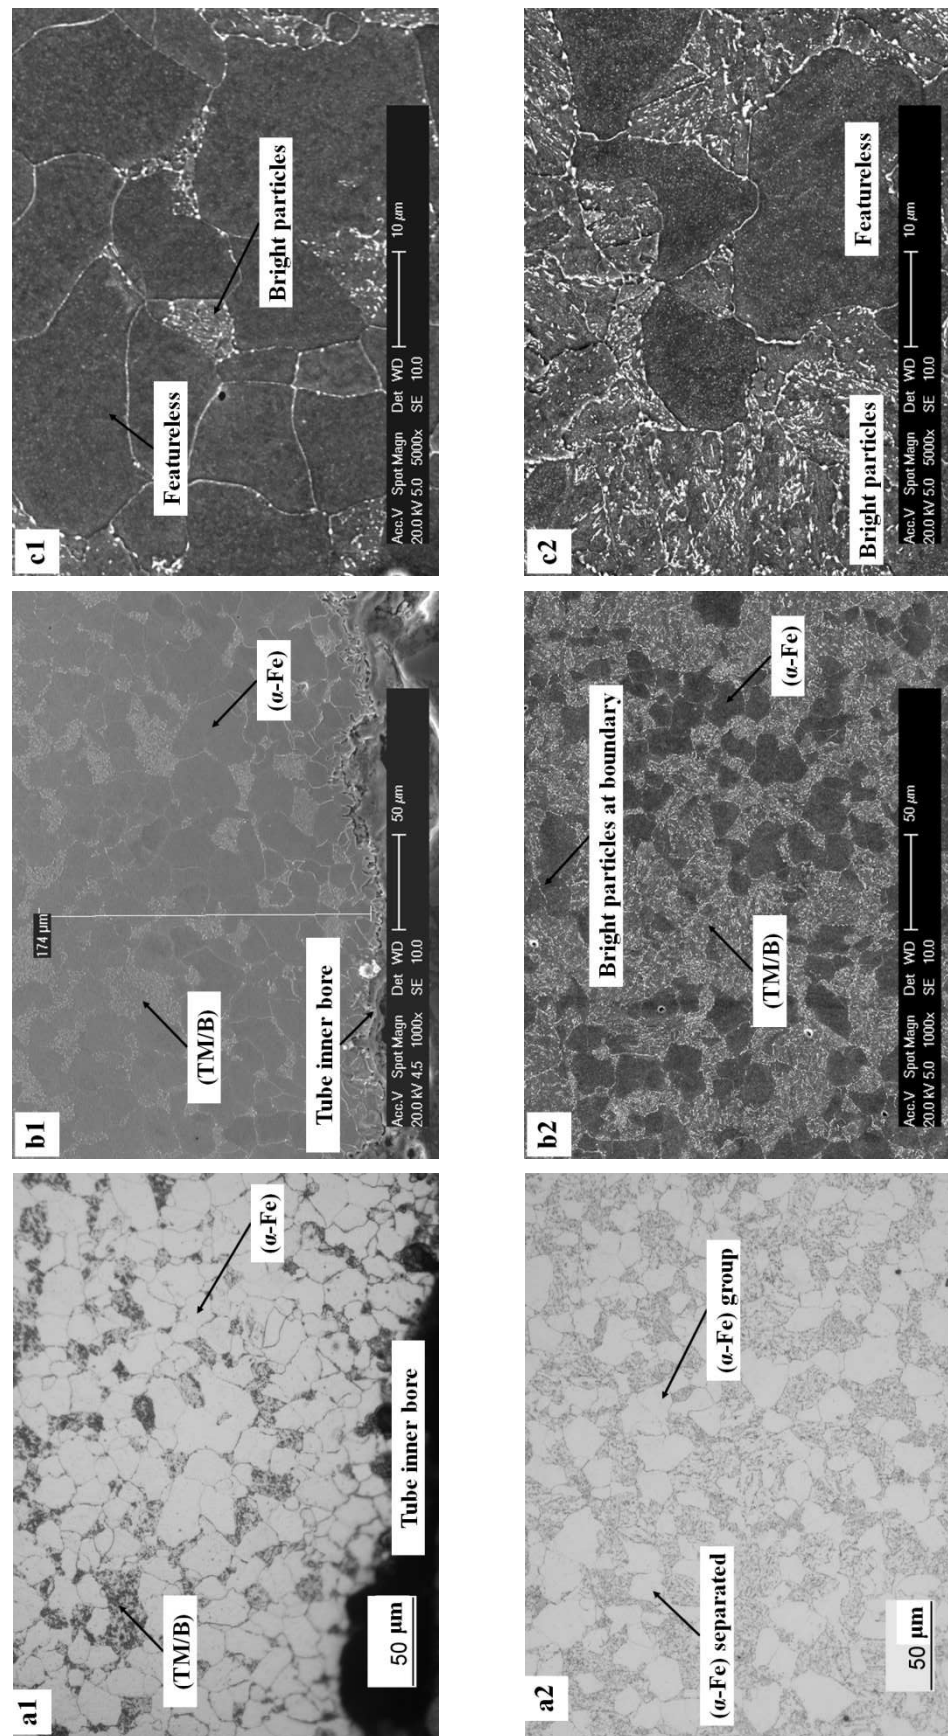 a1
(TM/B)
(α-Fe)
Tube inner bore
50 µm
b1
174 µm
(TM/B)
(α-Fe)
Tube inner bore
Acc.V Spot Magn Det WD
20.0 kV 4.5 1000x SE 10.0
50 µm
c1
Featureless
Bright particles
Acc.V Spot Magn Det WD
20.0 kV 5.0 5000x SE 10.0
10 µm
a2
(α-Fe) separated
(α-Fe) group
50 µm
b2
Bright particles at boundary
(TM/B)
(α-Fe)
Acc.V Spot Magn Det WD
20.0 kV 5.0 1000x SE 10.0
50 µm
c2
Bright particles
Featureless
Acc.V Spot Magn Det WD
20.0 kV 5.0 5000x SE 10.0
10 µm